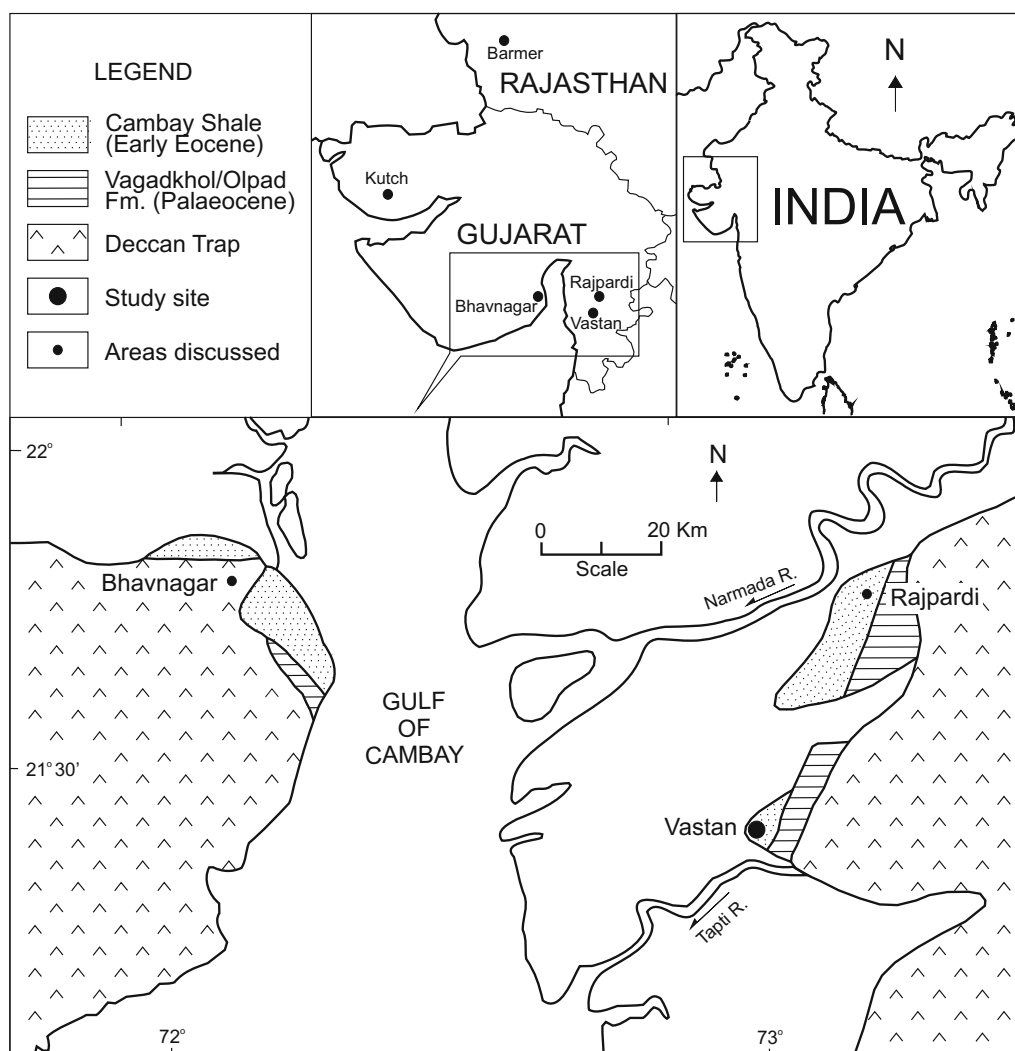 LEGEND
Cambay Shale
(Early Eocene)
Vagadkhol/Olpad
Fm. (Palaeocene)
Deccan Trap
Study site
Areas discussed
Barmer
RAJASTHAN
Kutch
GUJARAT
Rajpardi
Bhavnagar
Vastan
N
INDIA
22°
N
0 20 Km
Scale
Bhavnagar
Narmada R.
Rajpardi
GULF
OF
CAMBAY
21° 30'
Vastan
Tapti R.
72°
73°